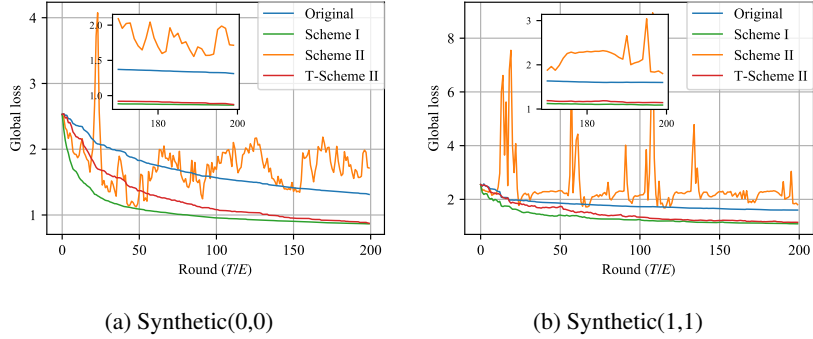 Original
Scheme I
Scheme II
T-Scheme II
4
3
2
1
2.0
1.5
1.0
180
200
Global loss
0
50
100
150
200
Round (T/E)
(a) Synthetic(0,0)
Original
Scheme I
Scheme II
T-Scheme II
8
6
4
2
3
2
1
180
200
Global loss
0
50
100
150
200
Round (T/E)
(b) Synthetic(1,1)